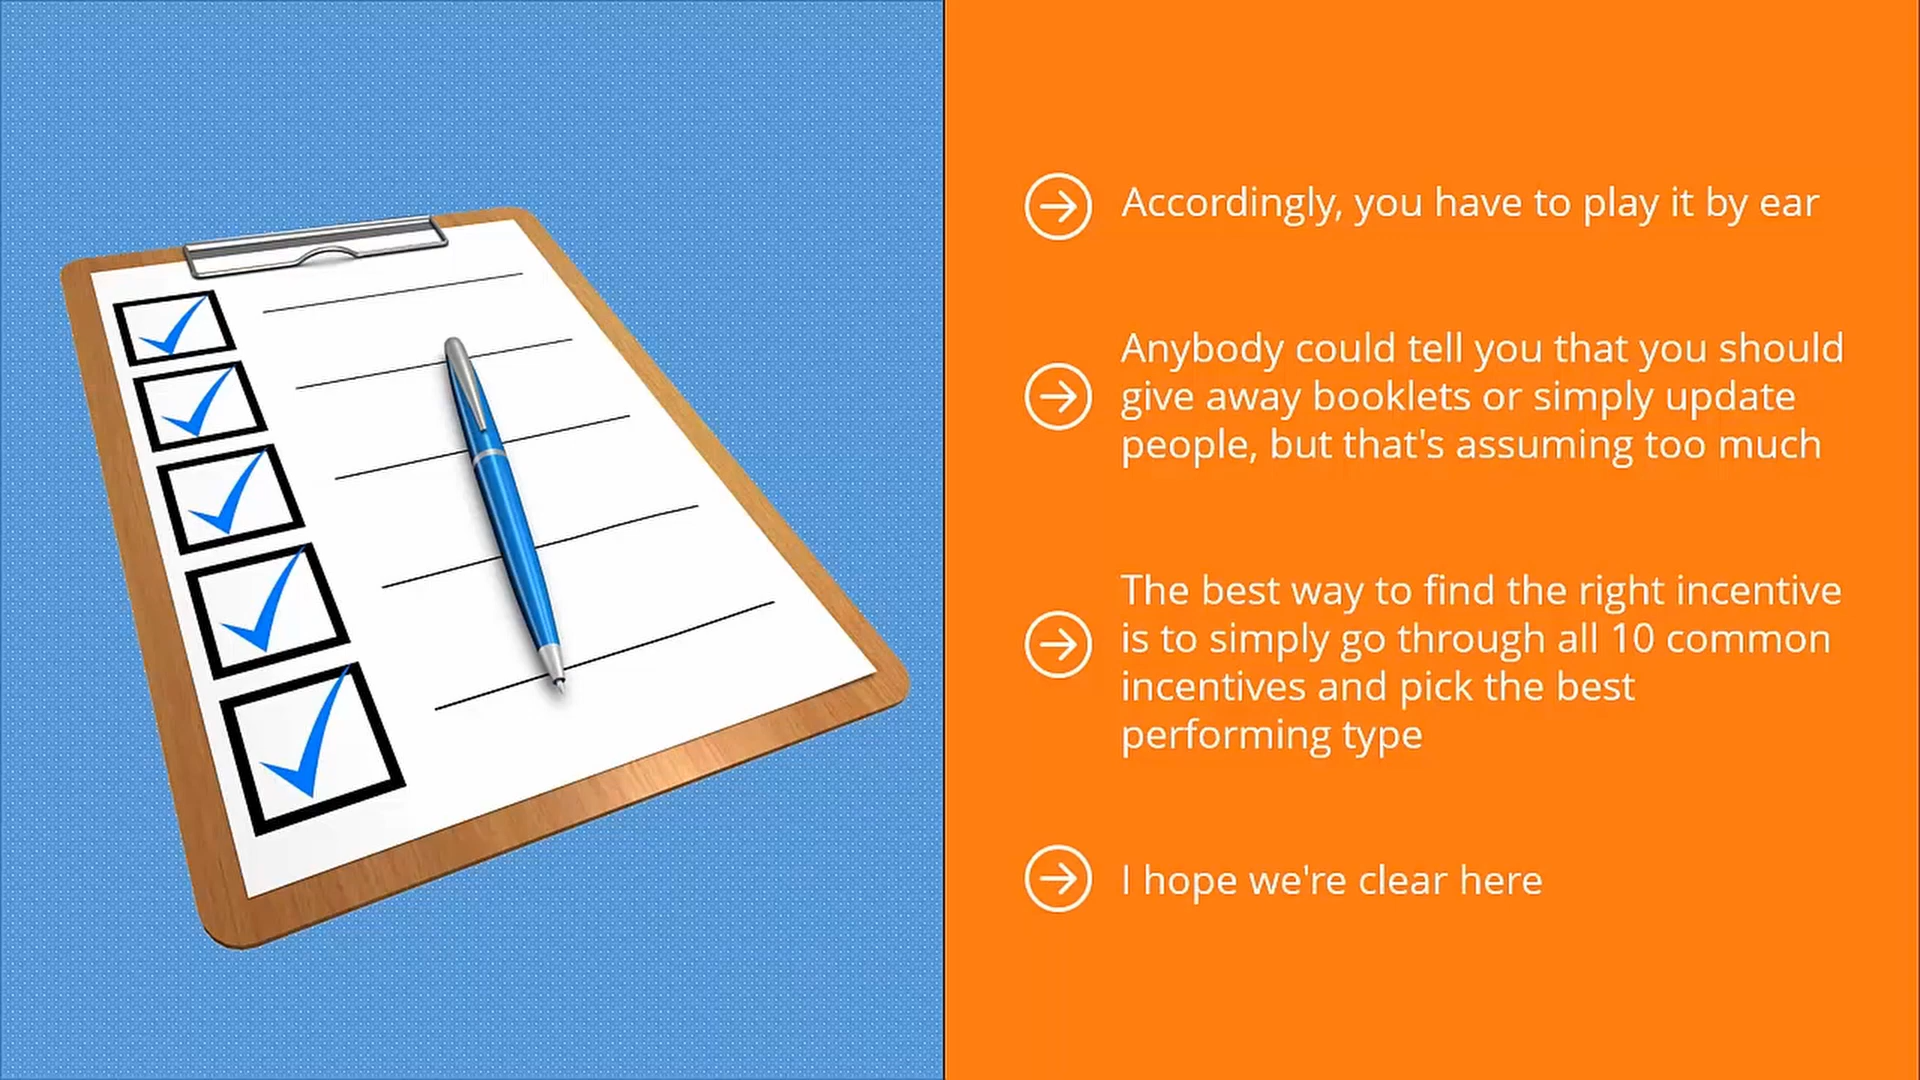 Accordingly, you have to play it by ear
Anybody could tell you that you should
give away booklets or simply update
people, but that's assuming too much
The best way to find the right incentive
is to simply go through all 10 common
incentives and pick the best
performing type
I hope we're clear here